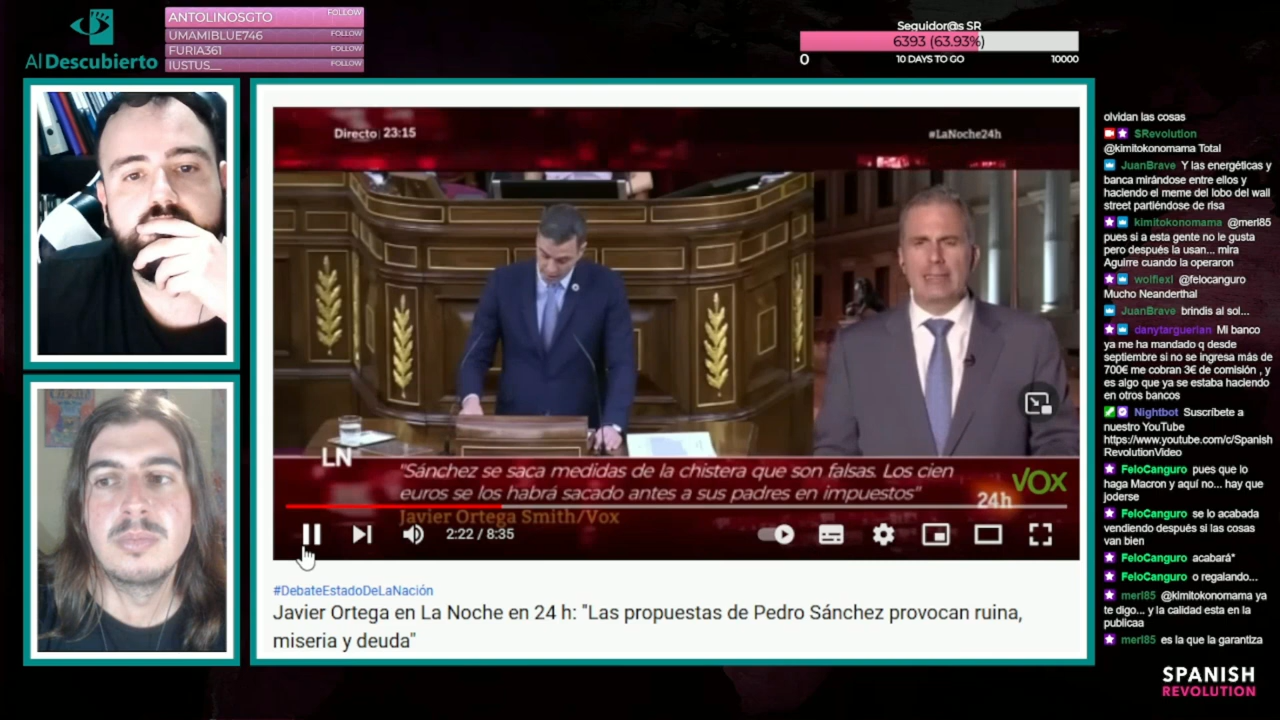 Al Descubierto
ANTOLINOSGTO FOLLOW
UMAMIBLUE746 FOLLOW
FURIA361 FOLLOW
IUSTUS__ FOLLOW
Seguidor@s SR
6393 (63.93%)
0 10 DAYS TO GO 10000
Directo 23:15
#LaNoche24h
LN
"Sánchez se saca medidas de la chistera que son falsas. Los cien
euros se los habrá sacado antes a sus padres en impuestos"
Javier Ortega Smith/Vox
VOX
24h
2:22 / 8:35
#DebateEstadoDeLaNación
Javier Ortega en La Noche en 24 h: "Las propuestas de Pedro Sánchez provocan ruina,
miseria y deuda"
olvidan las cosas
SRevolution
@kimitokonomama Total
JuanBrave Y las energéticas y
banca mirándose entre ellos y
haciendo el meme del lobo del wall
street partiéndose de risa
kimitokonomama @merl85
pues si a esta gente no le gusta
pero después la usan... mira
Aguirre cuando la operaron
wolflexi @felocanguro
Mucho Neanderthal
JuanBrave brindis al sol...
danytarguerian Mi banco
ya me ha mandado q desde
septiembre si no se ingresa más de
700€ me cobran 3€ de comisión , y
es algo que ya se estaba haciendo
en otros bancos
Nightbot Suscríbete a
nuestro YouTube
https://www.youtube.com/c/Spanish
RevolutionVideo
FeloCanguro pues que lo
haga Macron y aquí no... hay que
joderse
FeloCanguro se lo acabada
vendiendo después si las cosas
van bien
FeloCanguro acabará*
FeloCanguro o regalando...
merl85 @kimitokonomama ya
te digo... y la calidad esta en la
publicaa
merl85 es la que la garantiza
SPANISH
REVOLUTION